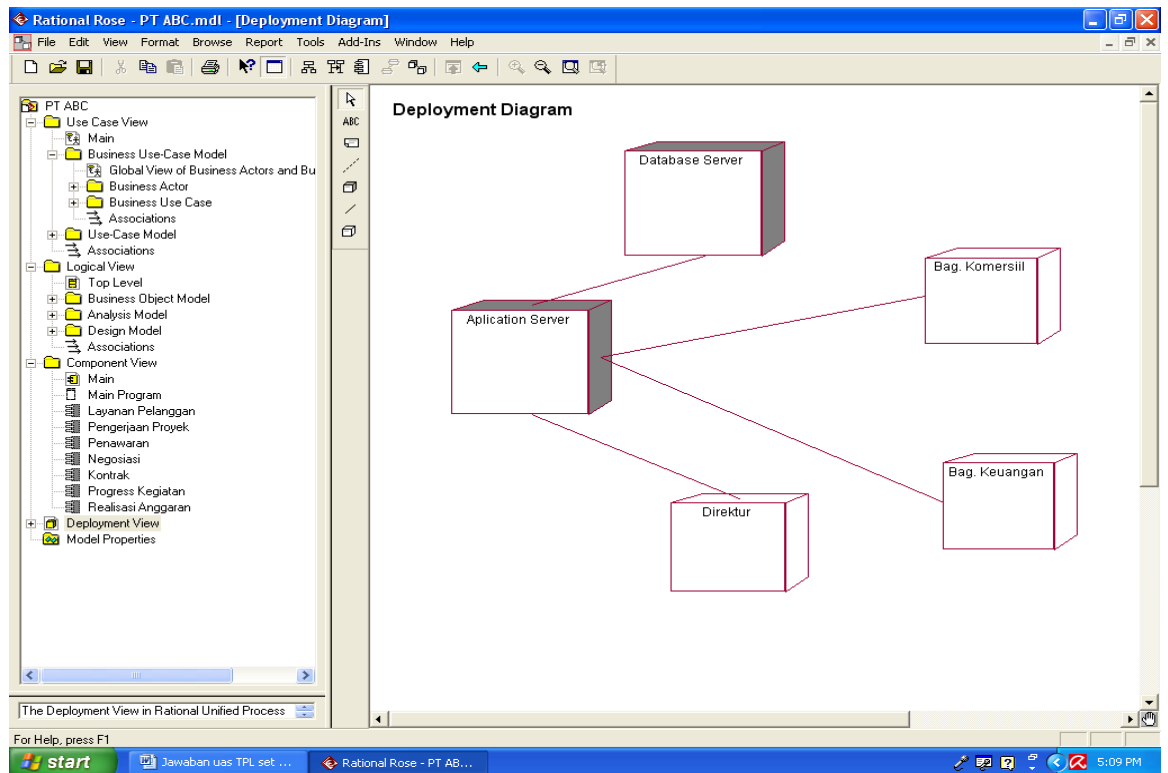 Rational Rose - PT ABC.mdl - [Deployment Diagram]
File Edit View Format Browse Report Tools Add-Ins Window Help
PT ABC
Use Case View
Main
Business Use-Case Model
Global View of Business Actors and Bu
Business Actor
Business Use Case
Associations
Use-Case Model
Associations
Logical View
Top Level
Business Object Model
Analysis Model
Design Model
Associations
Component View
Main
Main Program
Layanan Pelanggan
Pengerjaan Proyek
Penawaran
Negosiasi
Kontrak
Progress Kegiatan
Realisasi Anggaran
Deployment View
Model Properties
The Deployment View in Rational Unified Process
ABC
Deployment Diagram
Database Server
Bag. Komersiil
Aplication Server
Bag. Keuangan
Direktur
For Help, press F1
start
Jawaban uas TPL set ...
Rational Rose - PT AB...
5:09 PM